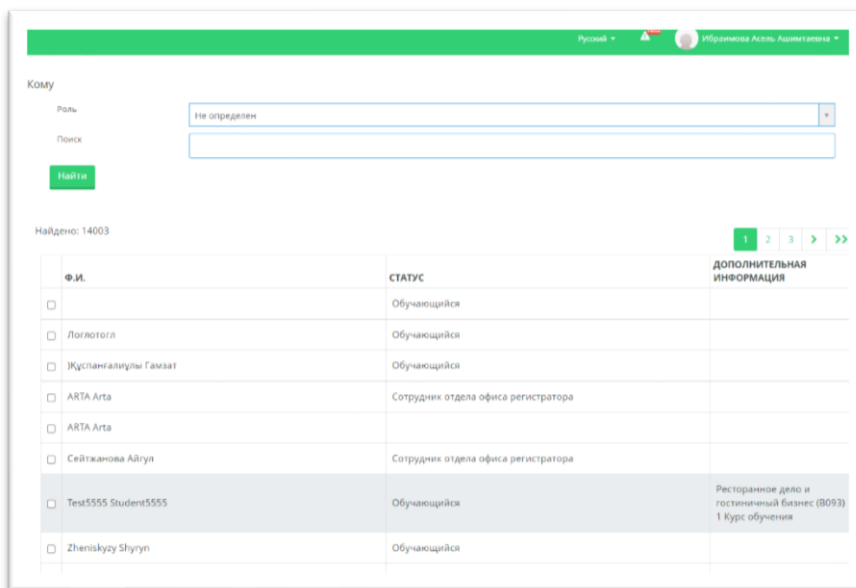 Русский
Ибраимова Асель Ашимтаевна
Кому
Роль
Не определен
Поиск
Найти
Найдено: 14003
1 2 3 > >>
Ф.И. СТАТУС ДОПОЛНИТЕЛЬНАЯ
ИНФОРМАЦИЯ
Обучающийся
Логлотогл Обучающийся
)Құспанғалиұлы Гамзат Обучающийся
ARTA Arta Сотрудник отдела офиса регистратора
ARTA Arta
Сейтжанова Айгул Сотрудник отдела офиса регистратора
Test5555 Student5555 Обучающийся Ресторанное дело и
гостиничный бизнес (B093)
1 Курс обучения
Zheniskyzy Shyryn Обучающийся